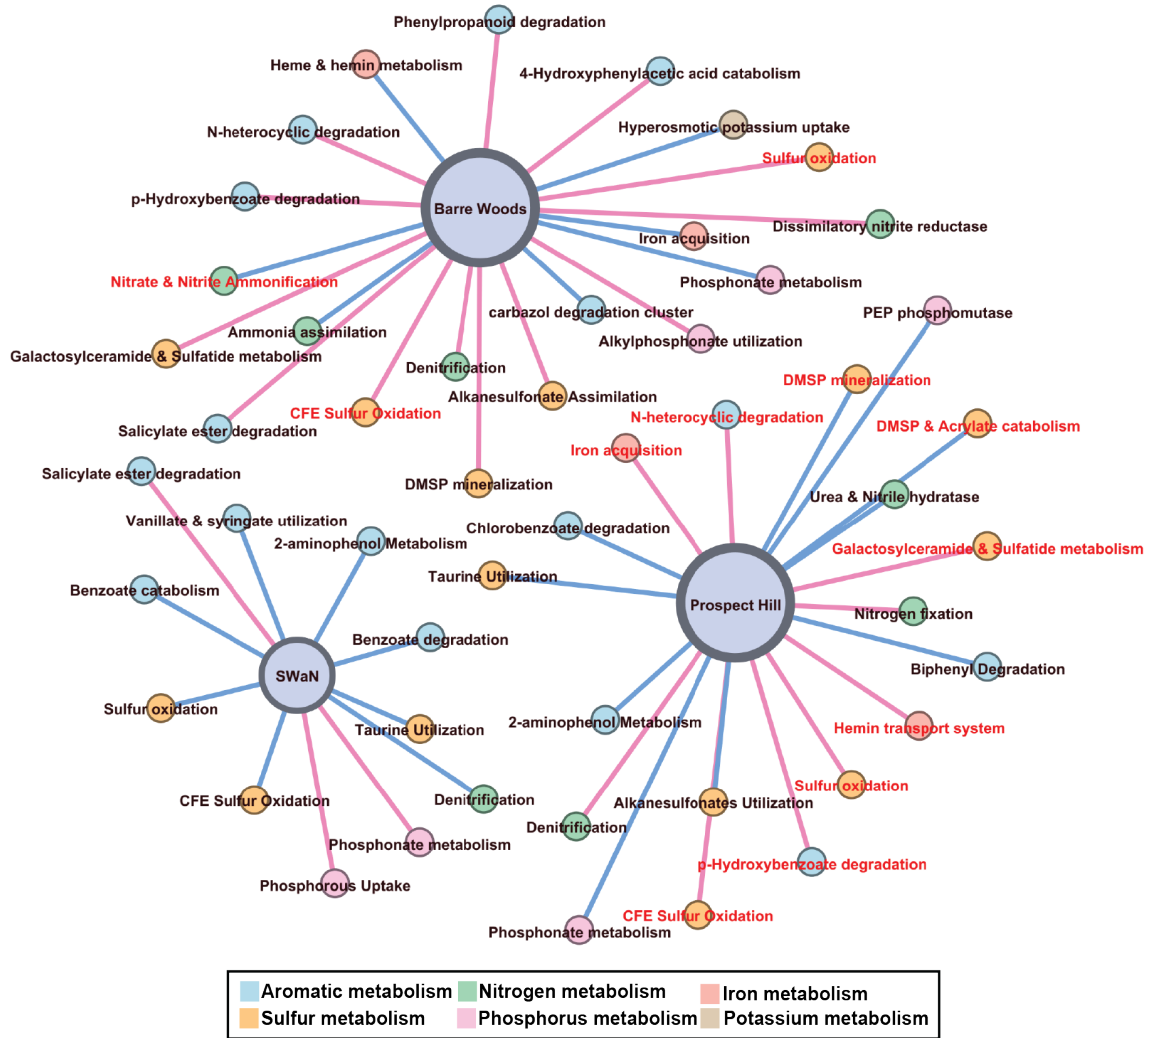 Phenylpropanoid degradation
Heme & hemin metabolism
4-Hydroxyphenylacetic acid catabolism
N-heterocyclic degradation
Hyperosmotic potassium uptake
Sulfur oxidation
p-Hydroxybenzoate degradation
Barre Woods
Dissimilatory nitrite reductase
Iron acquisition
Nitrate & Nitrite Ammonification
Phosphonate metabolism
carbazol degradation cluster
PEP phosphomutase
Ammonia assimilation
Alkylphosphonate utilization
Galactosylceramide & Sulfatide metabolism
Denitrification
DMSP mineralization
Alkanesulfonate Assimilation
CFE Sulfur Oxidation
N-heterocyclic degradation
DMSP & Acrylate catabolism
Salicylate ester degradation
Iron acquisition
Salicylate ester degradation
DMSP mineralization
Urea & Nitrile hydratase
Vanillate & syringate utilization
Chlorobenzoate degradation
2-aminophenol Metabolism
Galactosylceramide & Sulfatide metabolism
Taurine Utilization
Benzoate catabolism
Prospect Hill
Nitrogen fixation
Benzoate degradation
Biphenyl Degradation
SWaN
Sulfur oxidation
2-aminophenol Metabolism
Taurine Utilization
Hemin transport system
Sulfur oxidation
CFE Sulfur Oxidation
Denitrification
Alkanesulfonates Utilization
Denitrification
Phosphonate metabolism
p-Hydroxybenzoate degradation
Phosphorous Uptake
CFE Sulfur Oxidation
Phosphonate metabolism
Aromatic metabolism
Nitrogen metabolism
Iron metabolism
Sulfur metabolism
Phosphorus metabolism
Potassium metabolism